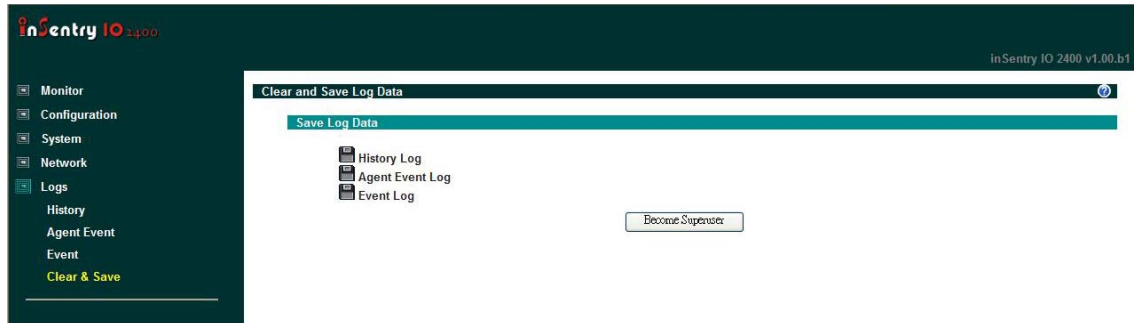 inSentry IO 2400
inSentry IO 2400 v1.00.b1
Monitor
Configuration
System
Network
Logs
History
Agent Event
Event
Clear & Save
Clear and Save Log Data
?
Save Log Data
History Log
Agent Event Log
Event Log
Become Superuser